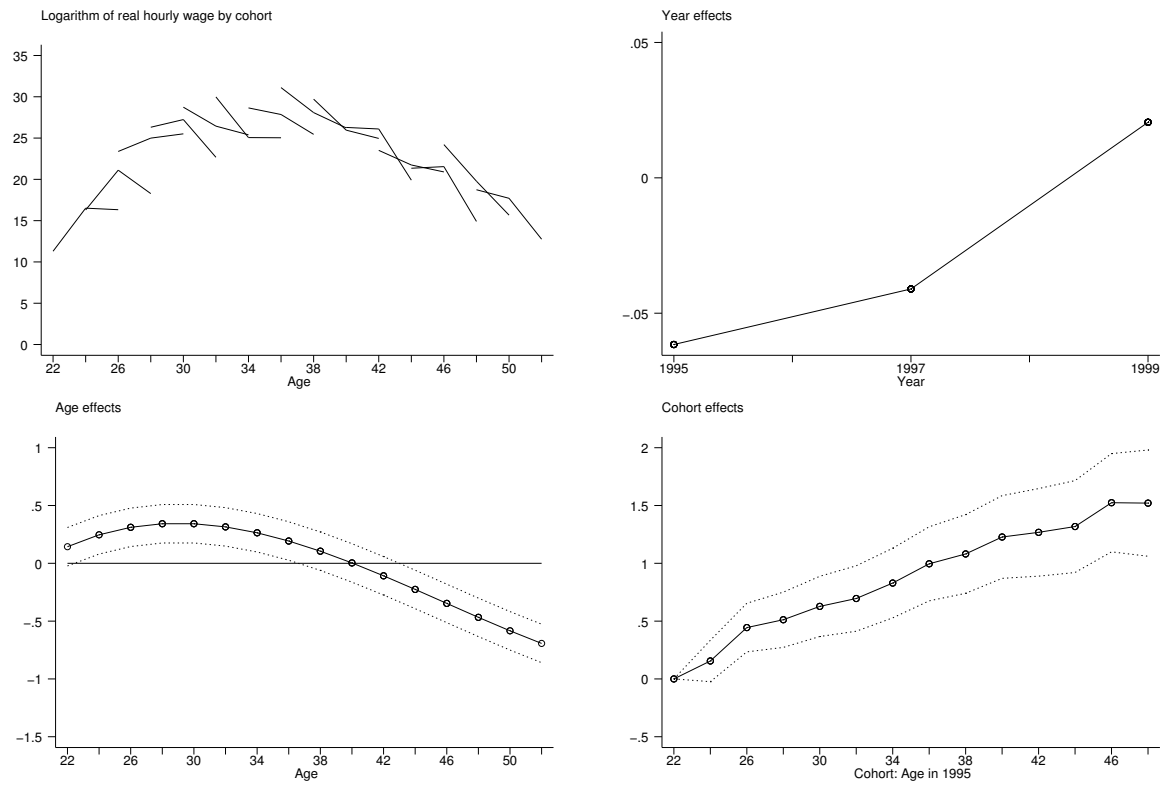 Logarithm of real hourly wage by cohort
35
30
25
20
15
10
5
0
22 26 30 34 38 42 46 50
Age
Year effects
.05
0
−.05
1995 1997 1999
Year
Age effects
1
.5
0
−.5
−1
−1.5
22 26 30 34 38 42 46 50
Age
Cohort effects
2
1.5
1
.5
0
−.5
22 26 30 34 38 42 46
Cohort: Age in 1995